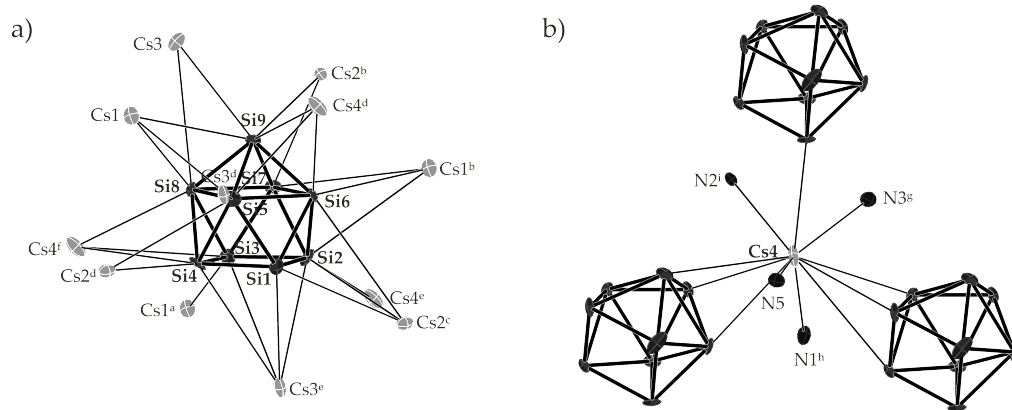 a)
Cs3
Cs2ᵇ
Cs4ᵈ
Cs1
Si9
Cs1ᵇ
Cs3ᵈ
Si7
Si8
Si5
Si6
Cs4ᶠ
Si3
Si2
Cs2ᵈ
Si4
Si1
Cs4ᵉ
Cs1ᵃ
Cs2ᶜ
Cs3ᵉ
b)
N2ⁱ
N3ᵍ
Cs4
N5
N1ʰ